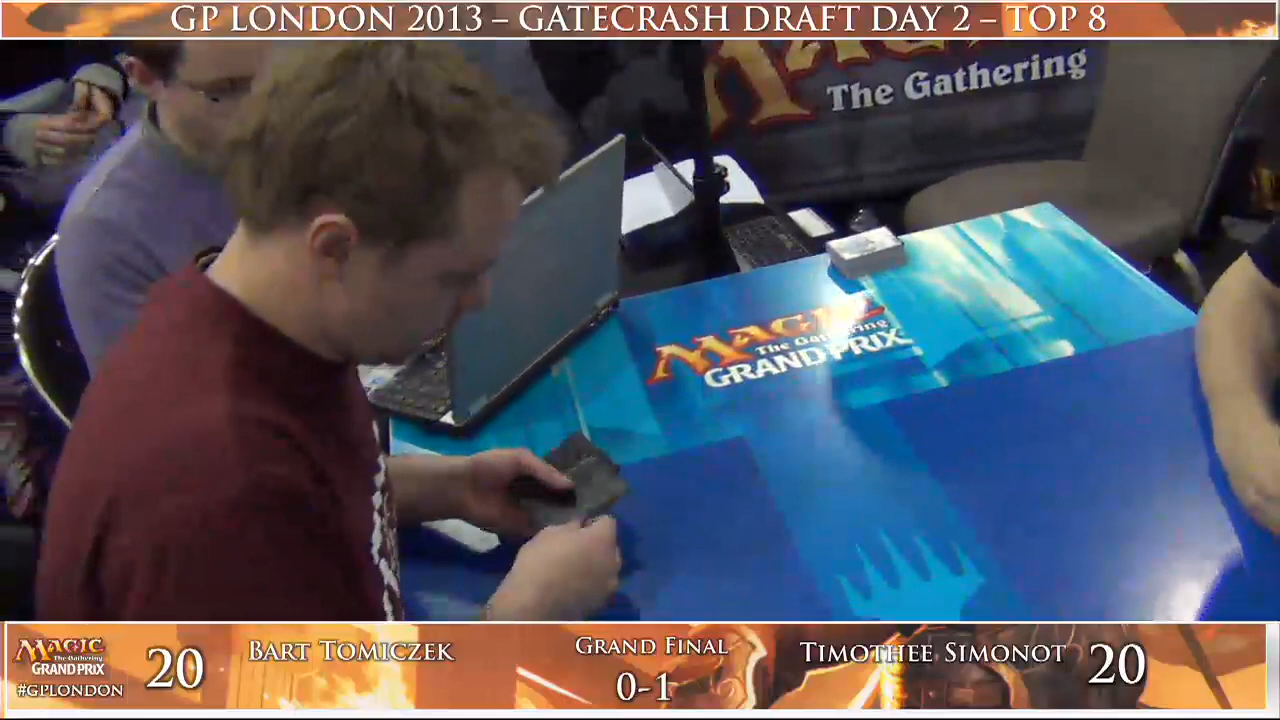 GP LONDON 2013 – GATECRASH DRAFT DAY 2 – TOP 8
MAGIC
The Gathering
MAGIC
The Gathering
GRAND PRIX
MAGIC
The Gathering
GRAND PRIX
#GPLONDON
20
BART TOMICZEK
GRAND FINAL
0-1
TIMOTHEE SIMONOT
20